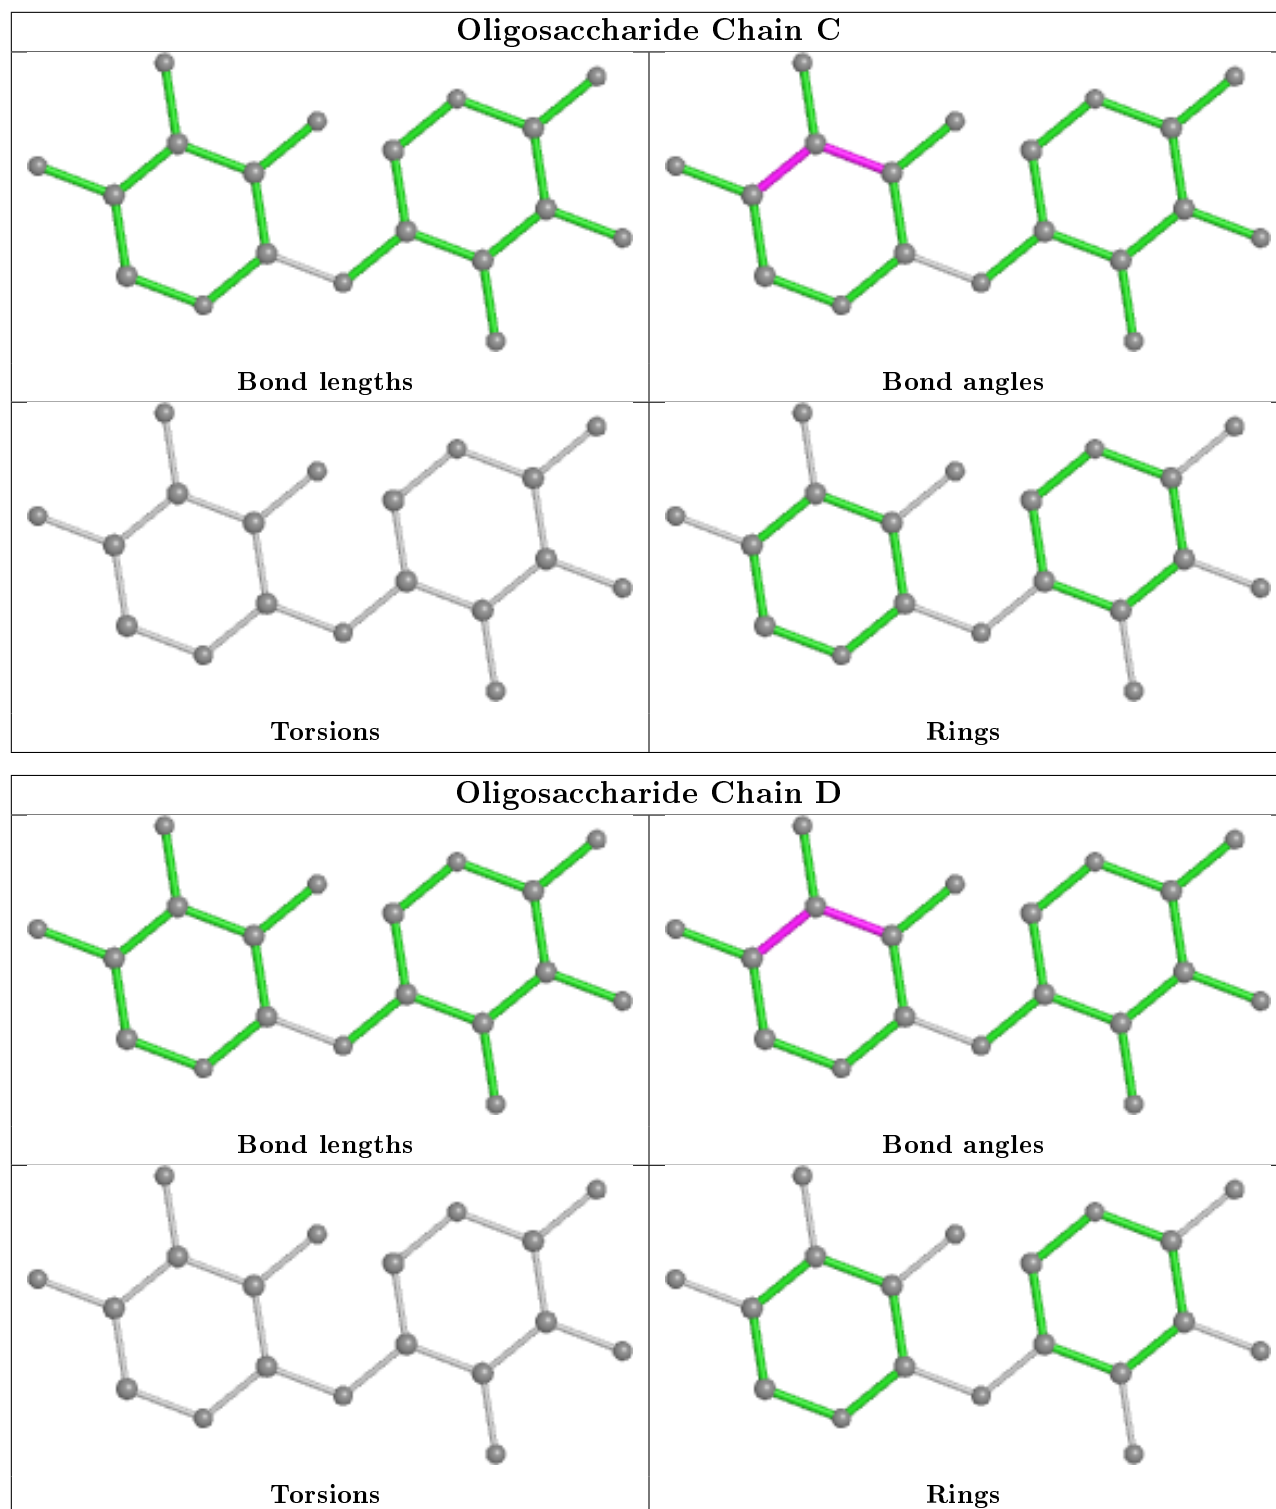 Oligosaccharide Chain C
Bond lengths
Bond angles
Torsions
Rings
Oligosaccharide Chain D
Bond lengths
Bond angles
Torsions
Rings